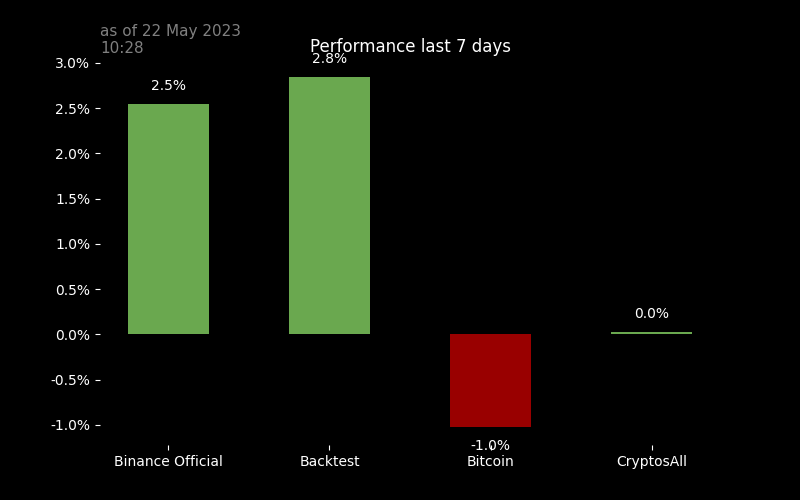 as of 22 May 2023
10:28
Performance last 7 days
3.0%
2.5%
2.0%
1.5%
1.0%
0.5%
0.0%
-0.5%
-1.0%
2.5%
2.8%
-1.0%
0.0%
Binance Official
Backtest
Bitcoin
CryptosAll